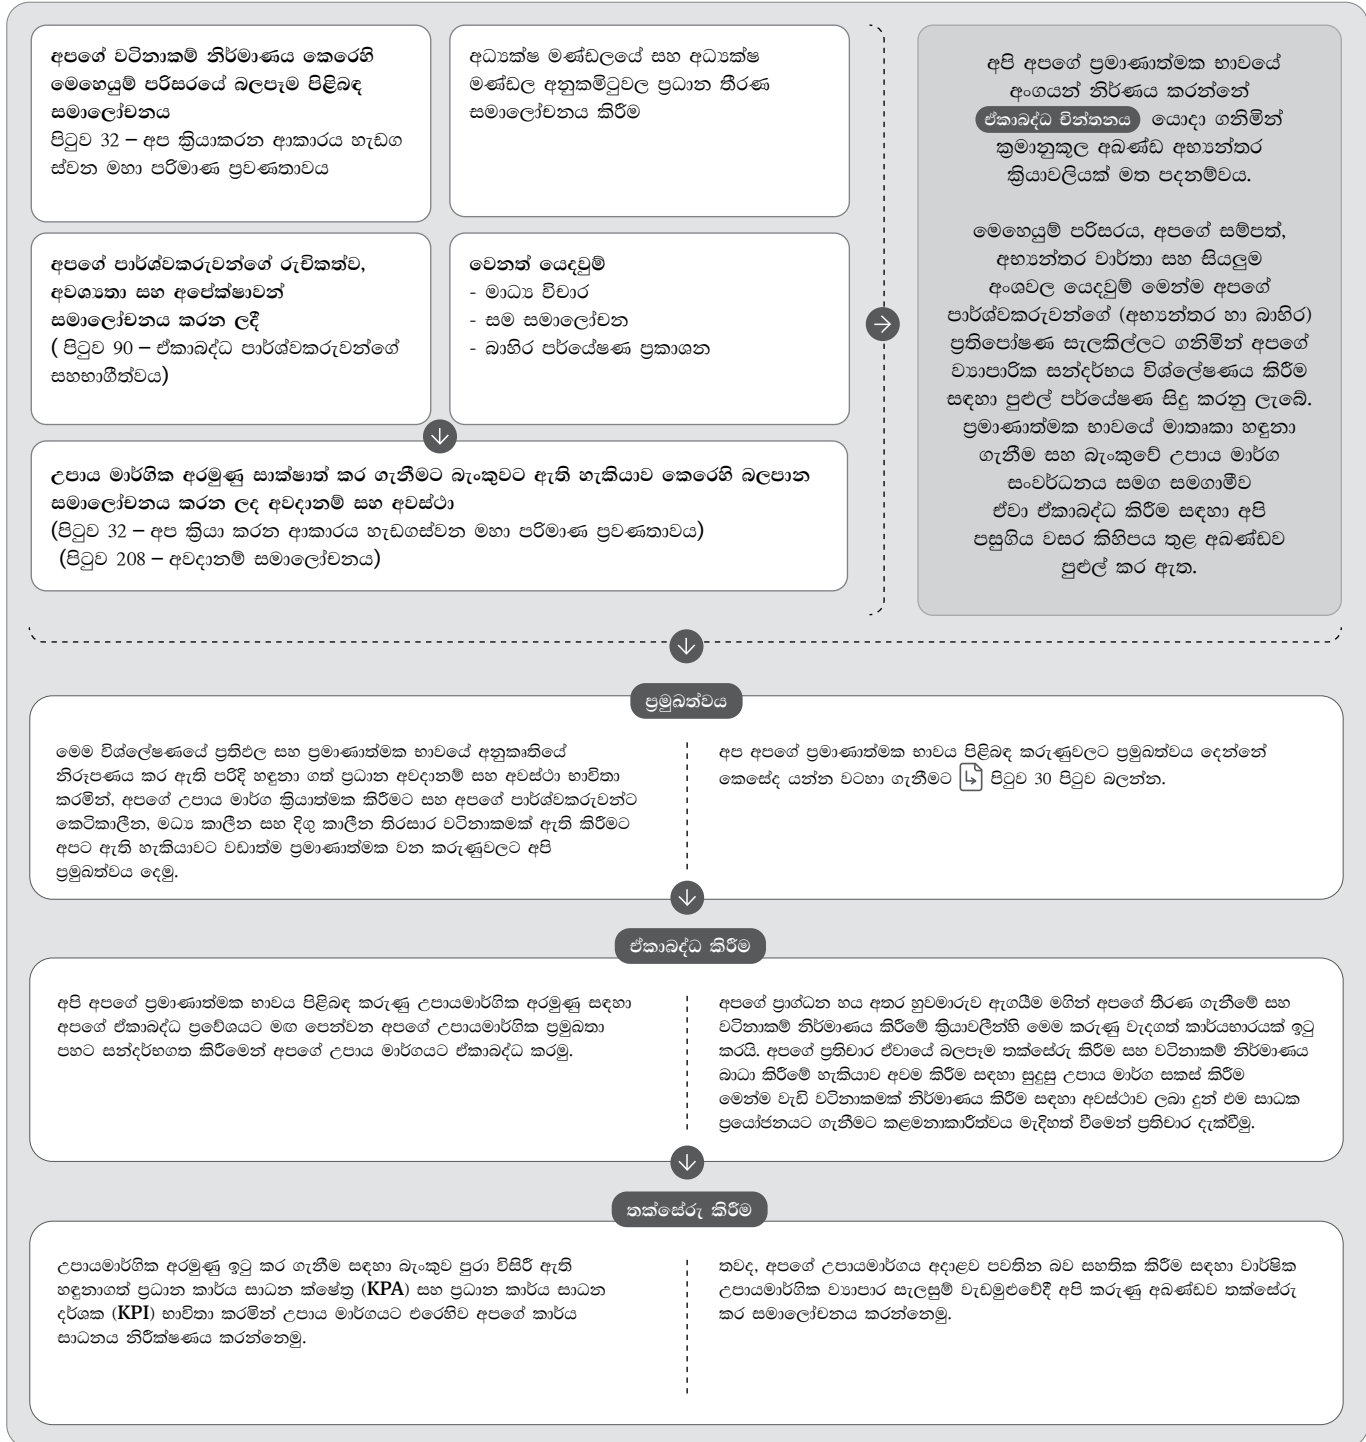 අපගේ වටිනාකම් නිර්මාණය කෙරෙහි
මෙහෙයුම් පරිසරයේ බලපෑම පිළිබඳ
සමාලෝචනය
පිටුව 32 – අප ක්‍රියාකරන ආකාරය හැඩග
ස්වන මහා පරිමාණ ප්‍රවණතාවය
අධ්‍යක්ෂ මණ්ඩලයේ සහ අධ්‍යක්ෂ
මණ්ඩල අනුකමිටුවල ප්‍රධාන තීරණ
සමාලෝචනය කිරීම
අපගේ පාර්ශ්වකරුවන්ගේ රුචිකත්ව,
අවශ්‍යතා සහ අපේක්ෂාවන්
සමාලෝචනය කරන ලදී
( පිටුව 90 – ඒකාබද්ධ පාර්ශ්වකරුවන්ගේ
සහභාගීත්වය)
වෙනත් යෙදවුම්
- මාධ්‍ය විචාර
- සම සමාලෝචන
- බාහිර පර්යේෂණ ප්‍රකාශන
උපාය මාර්ගික අරමුණු සාක්ෂාත් කර ගැනීමට බැංකුවට ඇති හැකියාව කෙරෙහි බලපාන
සමාලෝචනය කරන ලද අවදානම් සහ අවස්ථා
(පිටුව 32 – අප ක්‍රියා කරන ආකාරය හැඩගස්වන මහා පරිමාණ ප්‍රවණතාවය)
(පිටුව 208 – අවදානම් සමාලෝචනය)
අපි අපගේ ප්‍රමාණාත්මක භාවයේ
අංගයන් නිර්ණය කරන්නේ
ඒකාබද්ධ චින්තනය යොදා ගනිමින්
ක්‍රමානුකූල අඛණ්ඩ අභ්‍යන්තර
ක්‍රියාවලියක් මත පදනම්වය.
මෙහෙයුම් පරිසරය, අපගේ සම්පත්,
අභ්‍යන්තර වාර්තා සහ සියලුම
අංශවල යෙදවුම් මෙන්ම අපගේ
පාර්ශ්වකරුවන්ගේ (අභ්‍යන්තර හා බාහිර)
ප්‍රතිපෝෂණ සැලකිල්ලට ගනිමින් අපගේ
ව්‍යාපාරික සන්දර්භය විශ්ලේෂණය කිරීම
සඳහා පුළුල් පර්යේෂණ සිදු කරනු ලැබේ.
ප්‍රමාණාත්මක භාවයේ මාතෘකා හඳුනා
ගැනීම සහ බැංකුවේ උපාය මාර්ග
සංවර්ධනය සමග සමගාමීව
ඒවා ඒකාබද්ධ කිරීම සඳහා අපි
පසුගිය වසර කිහිපය තුළ අඛණ්ඩව
පුළුල් කර ඇත.
ප්‍රමුඛත්වය
මෙම විශ්ලේෂණයේ ප්‍රතිඵල සහ ප්‍රමාණාත්මක භාවයේ අනුකෘතියේ
නිරූපණය කර ඇති පරිදි හඳුනා ගත් ප්‍රධාන අවදානම් සහ අවස්ථා භාවිතා
කරමින්, අපගේ උපාය මාර්ග ක්‍රියාත්මක කිරීමට සහ අපගේ පාර්ශ්වකරුවන්ට
කෙටිකාලීන, මධ්‍ය කාලීන සහ දිගු කාලීන තිරසාර වටිනාකමක් ඇති කිරීමට
අපට ඇති හැකියාවට වඩාත්ම ප්‍රමාණාත්මක වන කරුණුවලට අපි
ප්‍රමුඛත්වය දෙමු.
අප අපගේ ප්‍රමාණාත්මක භාවය පිළිබඳ කරුණුවලට ප්‍රමුඛත්වය දෙන්නේ
කෙසේද යන්න වටහා ගැනීමට පිටුව 30 පිටුව බලන්න.
ඒකාබද්ධ කිරීම
අපි අපගේ ප්‍රමාණාත්මක භාවය පිළිබඳ කරුණු උපායමාර්ගික අරමුණු සඳහා
අපගේ ඒකාබද්ධ ප්‍රවේශයට මඟ පෙන්වන අපගේ උපායමාර්ගික ප්‍රමුඛතා
පහට සන්දර්භගත කිරීමෙන් අපගේ උපාය මාර්ගයට ඒකාබද්ධ කරමු.
අපගේ ප්‍රාග්ධන හය අතර හුවමාරුව ඇගයීම මගින් අපගේ තීරණ ගැනීමේ සහ
වටිනාකම් නිර්මාණය කිරීමේ ක්‍රියාවලීන්හි මෙම කරුණු වැදගත් කාර්යභාරයක් ඉටු
කරයි. අපගේ ප්‍රතිචාර ඒවායේ බලපෑම තක්සේරු කිරීම සහ වටිනාකම් නිර්මාණය
බාධා කිරීමේ හැකියාව අවම කිරීම සඳහා සුදුසු උපාය මාර්ග සකස් කිරීම
මෙන්ම වැඩි වටිනාකමක් නිර්මාණය කිරීම සඳහා අවස්ථාව ලබා දුන් එම සාධක
ප්‍රයෝජනයට ගැනීමට කළමනාකාරීත්වය මැදිහත් වීමෙන් ප්‍රතිචාර දැක්වීමු.
තක්සේරු කිරීම
උපායමාර්ගික අරමුණු ඉටු කර ගැනීම සඳහා බැංකුව පුරා විසිරී ඇති
හඳුනාගත් ප්‍රධාන කාර්ය සාධන ක්ෂේත්‍ර (KPA) සහ ප්‍රධාන කාර්ය සාධන
දර්ශක (KPI) භාවිතා කරමින් උපාය මාර්ගයට එරෙහිව අපගේ කාර්ය
සාධනය නිරීක්ෂණය කරන්නෙමු.
තවද, අපගේ උපායමාර්ගය අදාළව පවතින බව සහතික කිරීම සඳහා වාර්ෂික
උපායමාර්ගික ව්‍යාපාර සැලසුම් වැඩමුළුවේදී අපි කරුණු අඛණ්ඩව තක්සේරු
කර සමාලෝචනය කරන්නෙමු.